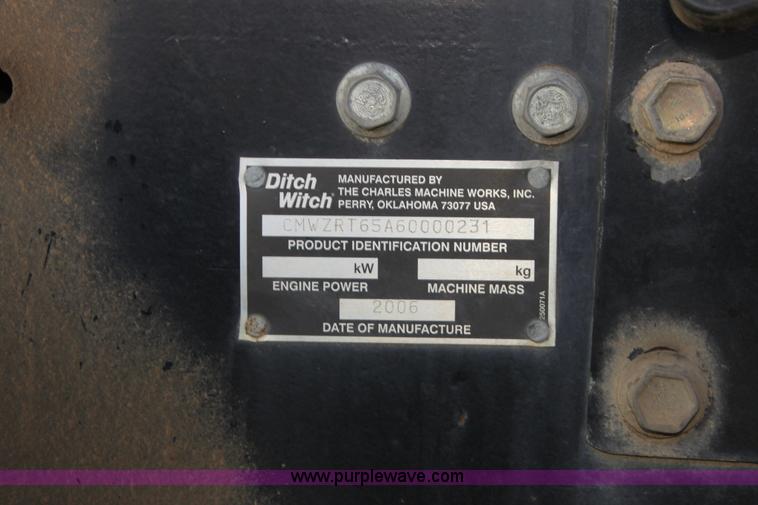 Ditch Witch
MANUFACTURED BY
THE CHARLES MACHINE WORKS, INC.
PERRY, OKLAHOMA 73077 USA
CMWZRT65A60000231
PRODUCT IDENTIFICATION NUMBER
kW
kg
ENGINE POWER
MACHINE MASS
2006
DATE OF MANUFACTURE
250071A
www.purplewave.com